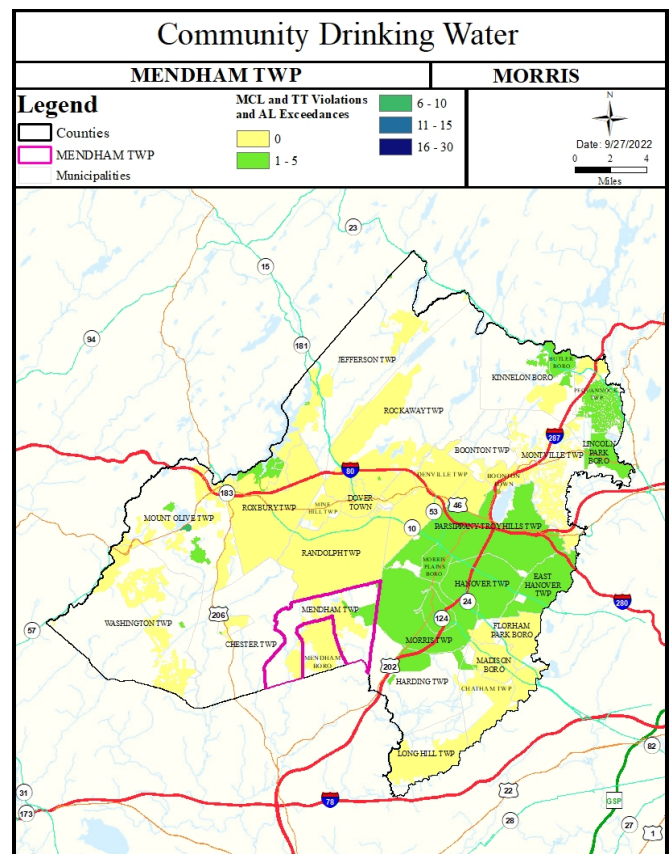 Community Drinking Water
MENDHAM TWP
MORRIS
Legend
Counties
MENDHAM TWP
Municipalities
MCL and TT Violations
and AL Exceedances
0
1 - 5
6 - 10
11 - 15
16 - 30
N
Date: 9/27/2022
0 2 4
Miles
23
15
94
181
JEFFERSON TWP
BUTLER
BORO
KINNELON BORO
PEQUANNOCK
TWP
ROCKAWAY TWP
287
LINCOLN
PARK
BORO
BOONTON TWP
MONTVILLE TWP
80
DENVILLE TWP
BOONTON
TOWN
183
DOVER
TOWN
46
53
ROXBURY TWP
MINE
HILL TWP
MOUNT OLIVE TWP
10
PARSIPPANY-TROY HILLS TWP
RANDOLPH TWP
MORRIS
PLAINS
BORO
HANOVER TWP
EAST
HANOVER
TWP
280
24
MENDHAM TWP
206
124
FLORHAM
PARK BORO
WASHINGTON TWP
57
CHESTER TWP
MORRIS TWP
MENDHAM
BORO
202
MADISON
BORO
HARDING TWP
CHATHAM TWP
82
LONG HILL TWP
31
22
78
GSP
173
28
27
1